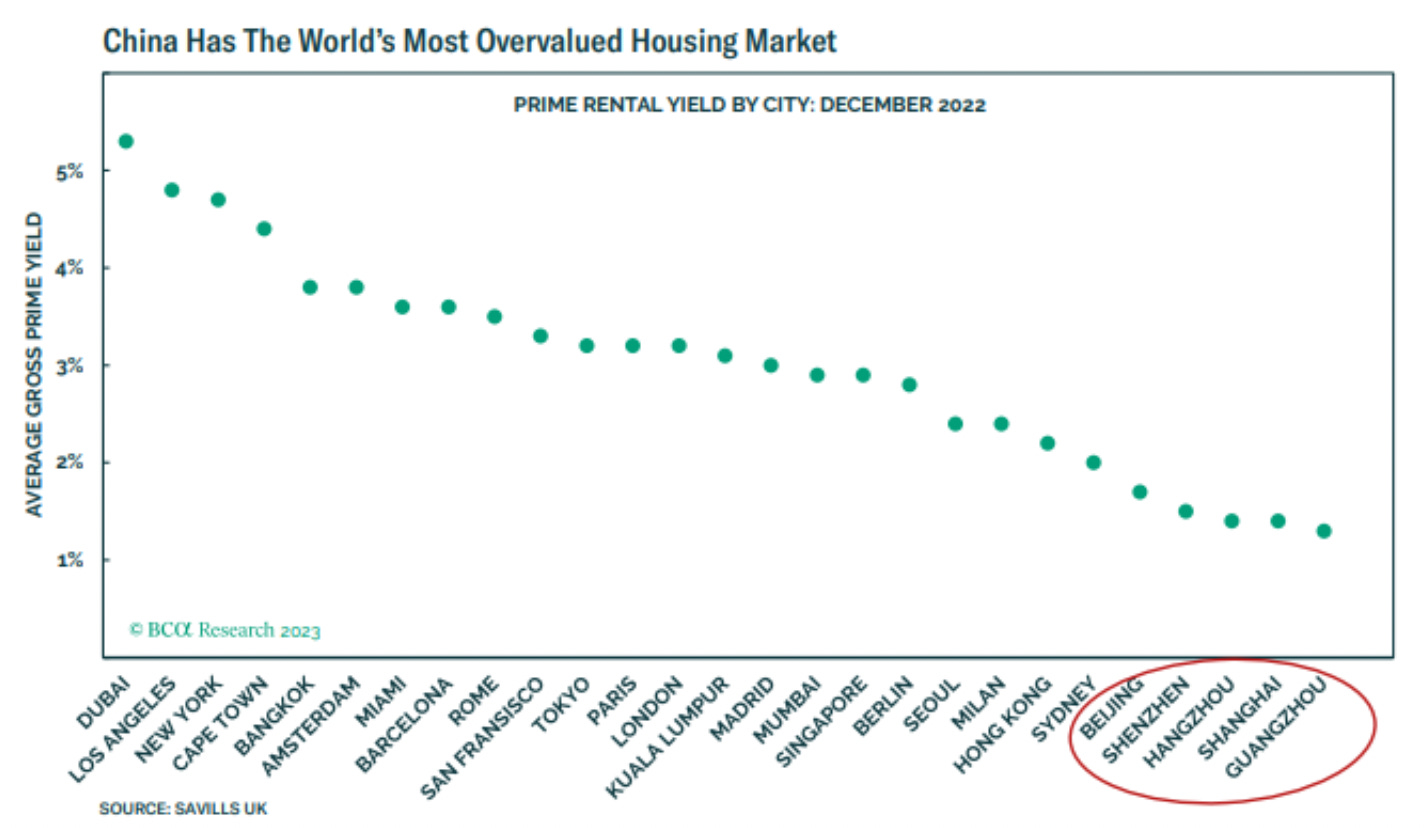 China Has The World's Most Overvalued Housing Market
PRIME RENTAL YIELD BY CITY: DECEMBER 2022
AVERAGE GROSS PRIME YIELD
5%
4%
3%
2%
1%
© BCα Research 2023
DUBAI
LOS ANGELES
NEW YORK
CAPE TOWN
BANGKOK
AMSTERDAM
MIAMI
BARCELONA
ROME
SAN FRANSISCO
TOKYO
PARIS
LONDON
KUALA LUMPUR
MADRID
MUMBAI
SINGAPORE
BERLIN
SEOUL
MILAN
HONG KONG
SYDNEY
BEIJING
SHENZHEN
HANGZHOU
SHANGHAI
GUANGZHOU
SOURCE: SAVILLS UK